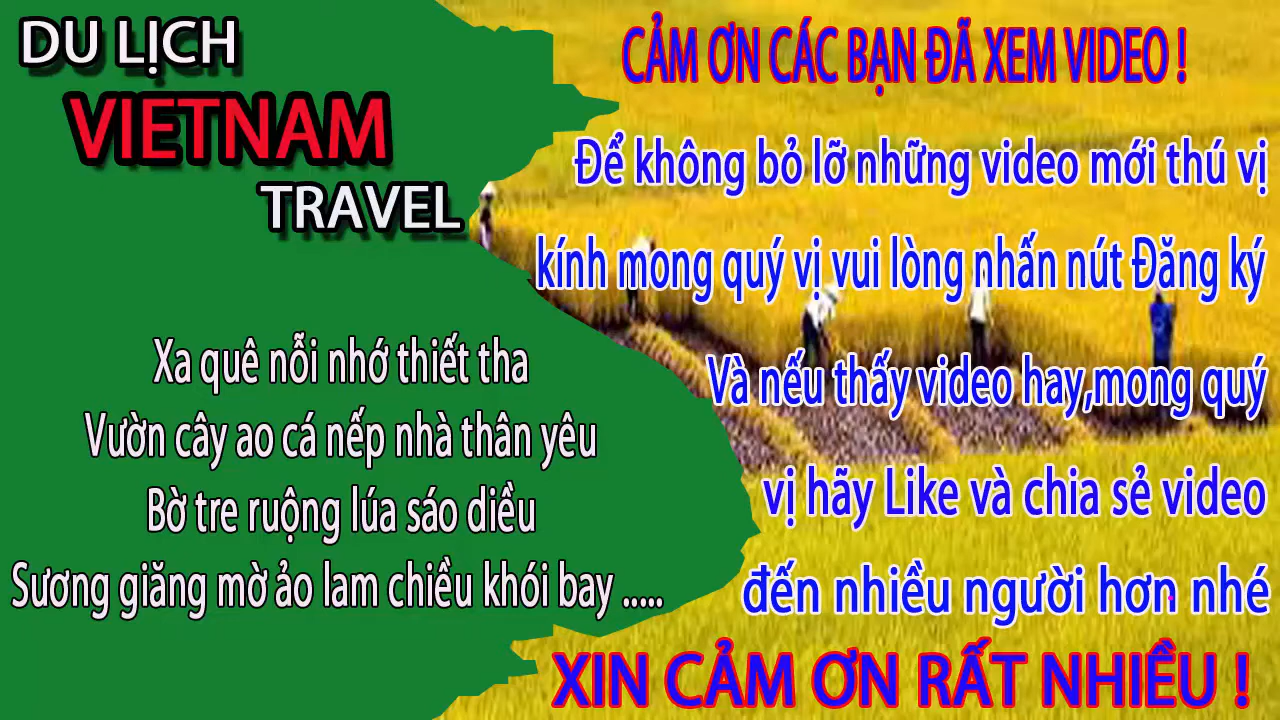 DU LỊCH
VIETNAM
TRAVEL
Xa quê nỗi nhớ thiết tha
Vườn cây ao cá nếp nhà thân yêu
Bờ tre ruộng lúa sáo diều
Sương giăng mờ ảo lam chiều khói bay .....
CẢM ƠN CÁC BẠN ĐÃ XEM VIDEO !
Để không bỏ lỡ những video mới thú vị
kính mong quý vị vui lòng nhấn nút Đăng ký
Và nếu thấy video hay,mong quý
vị hãy Like và chia sẻ video
đến nhiều người hơn nhé
XIN CẢM ƠN RẤT NHIỀU !